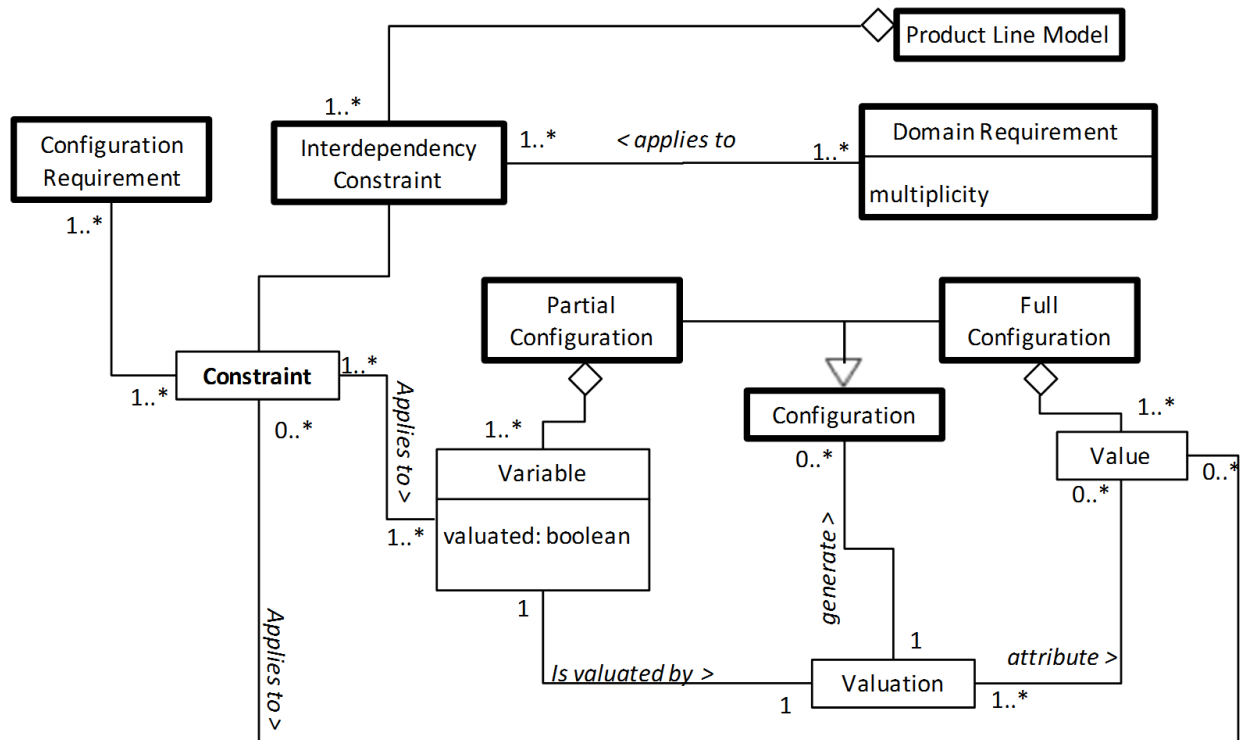 Product Line Model
1..*
Configuration
Requirement
Interdependency
Constraint
1..*
< applies to
1..*
Domain Requirement
multiplicity
1..*
Partial
Configuration
Full
Configuration
Constraint
1..*
1..*
0..*
Applies to >
1..*
1..*
Variable
valuated: boolean
Configuration
0..*
1..*
Value
0..*
0..*
generate >
1
1
Applies to >
Is valuated by >
1
Valuation
attribute >
1..*